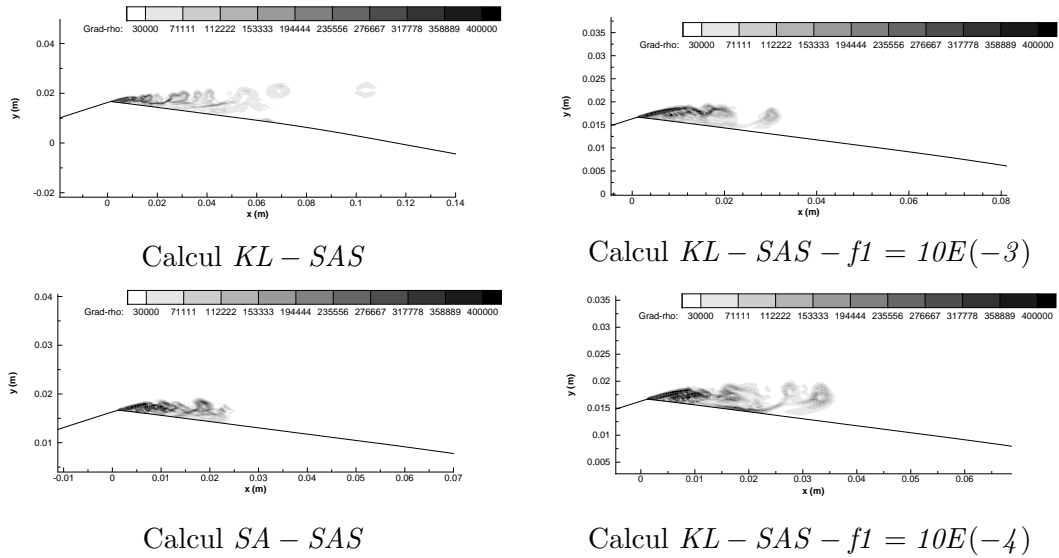 Grad-rho: 30000 71111 112222 153333 194444 235556 276667 317778 358889 400000
0.04
0.02
0
-0.02
y (m)
0 0.02 0.04 0.06 0.08 0.1 0.12 0.14
x (m)
Calcul KL – SAS
Grad-rho: 30000 71111 112222 153333 194444 235556 276667 317778 358889 400000
0.035
0.03
0.025
0.02
0.015
0.01
0.005
0
y (m)
0 0.02 0.04 0.06 0.08
x (m)
Calcul KL – SAS – f1 = 10E(–3)
Grad-rho: 30000 71111 112222 153333 194444 235556 276667 317778 358889 400000
0.04
0.03
0.02
0.01
y (m)
-0.01 0 0.01 0.02 0.03 0.04 0.05 0.06 0.07
x (m)
Calcul SA – SAS
Grad-rho: 30000 71111 112222 153333 194444 235556 276667 317778 358889 400000
0.035
0.03
0.025
0.02
0.015
0.01
0.005
y (m)
0 0.01 0.02 0.03 0.04 0.05 0.06
x (m)
Calcul KL – SAS – f1 = 10E(–4)